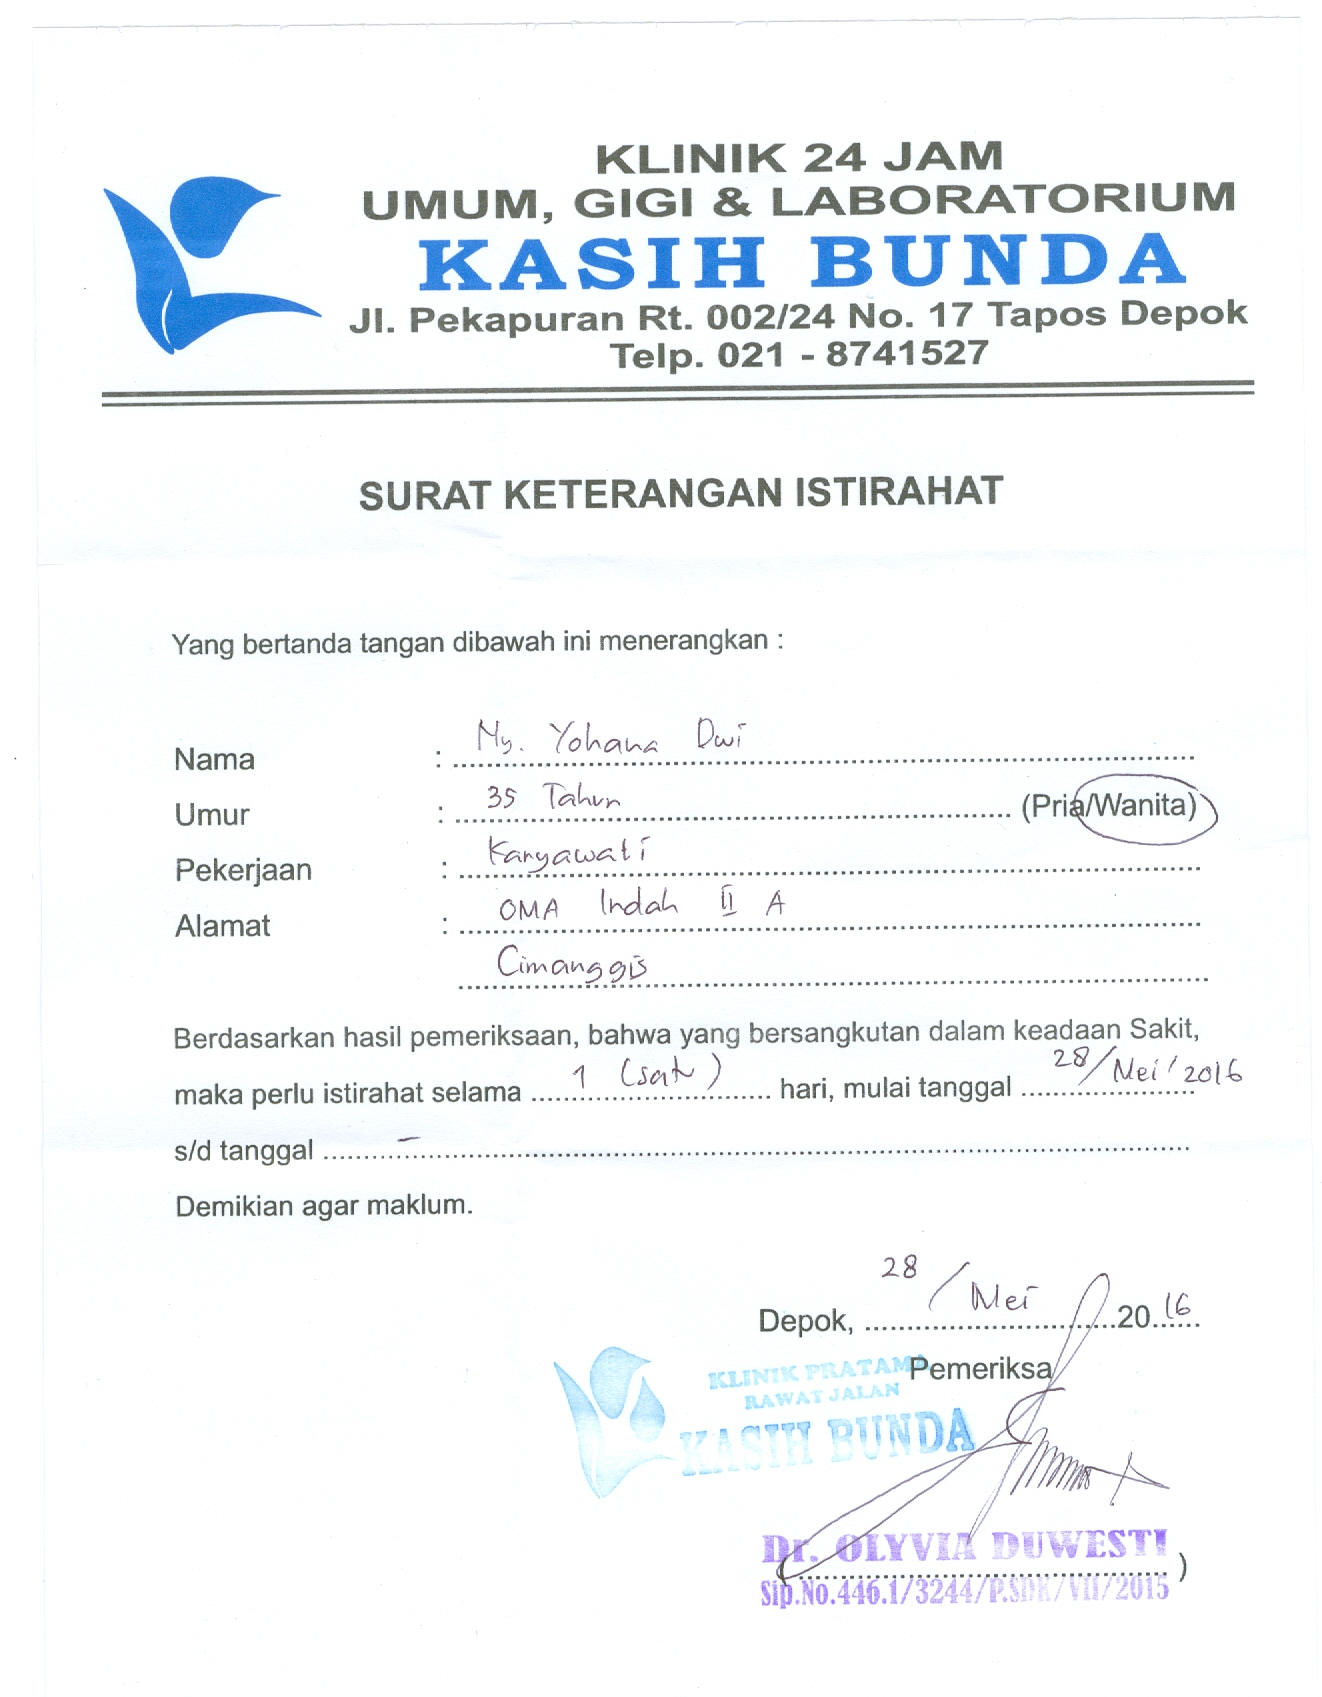 KLINIK 24 JAM
UMUM, GIGI & LABORATORIUM
KASIH BUNDA
Jl. Pekapuran Rt. 002/24 No. 17 Tapos Depok
Telp. 021 - 8741527
SURAT KETERANGAN ISTIRAHAT
Yang bertanda tangan dibawah ini menerangkan :
Nama : Ny. Yohana Dwi
Umur : 35 Tahun (Pria/Wanita)
Pekerjaan : Karyawati
Alamat : OMA Indah II A
Cimanggis
Berdasarkan hasil pemeriksaan, bahwa yang bersangkutan dalam keadaan Sakit,
maka perlu istirahat selama 1 (satu) hari, mulai tanggal 28/Mei/2016
s/d tanggal –
Demikian agar maklum.
Depok, 28/Mei 2016
Pemeriksa
KLINIK PRATAMA
RAWAT JALAN
KASIH BUNDA
Dr. OLYVIA DUWESTI
( )
Sip.No.446.1/3244/P.SDK/VII/2015